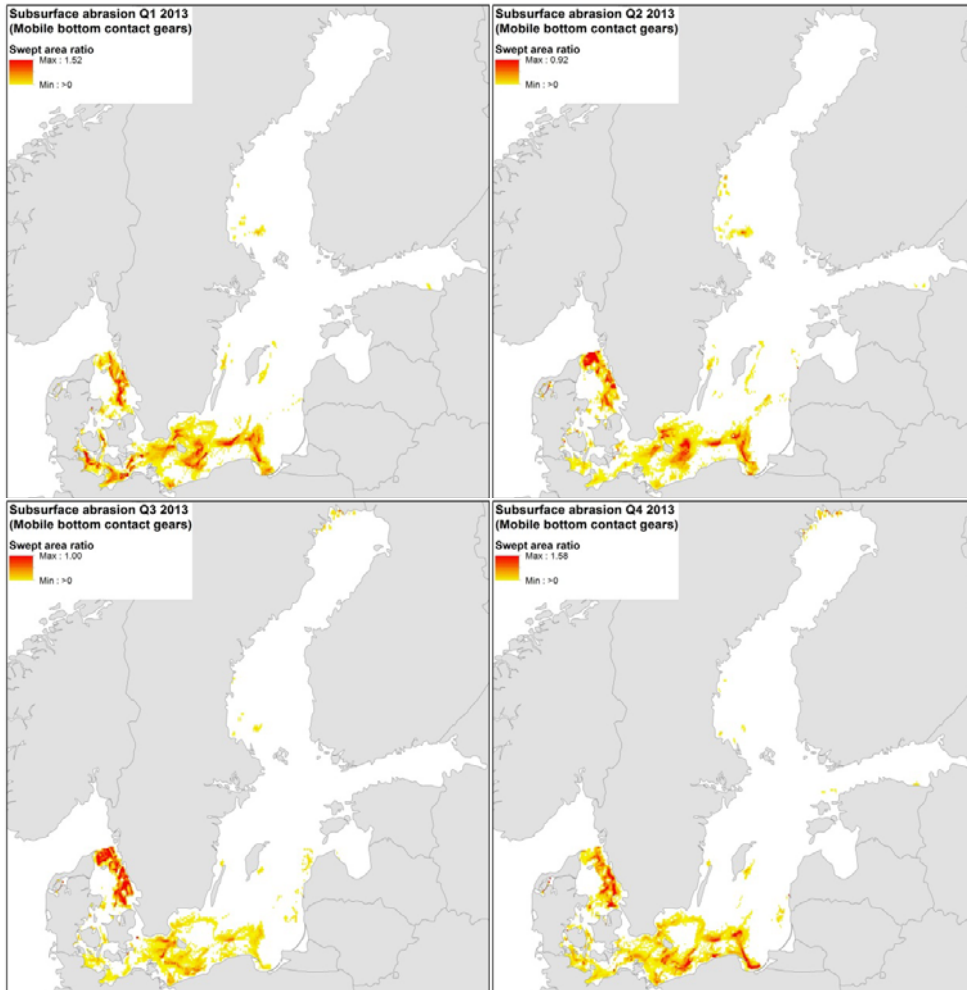 Subsurface abrasion Q1 2013
(Mobile bottom contact gears)
Swept area ratio
Max : 1.52
Min : >0
Subsurface abrasion Q2 2013
(Mobile bottom contact gears)
Swept area ratio
Max : 0.92
Min : >0
Subsurface abrasion Q3 2013
(Mobile bottom contact gears)
Swept area ratio
Max : 1.00
Min : >0
Subsurface abrasion Q4 2013
(Mobile bottom contact gears)
Swept area ratio
Max : 1.58
Min : >0